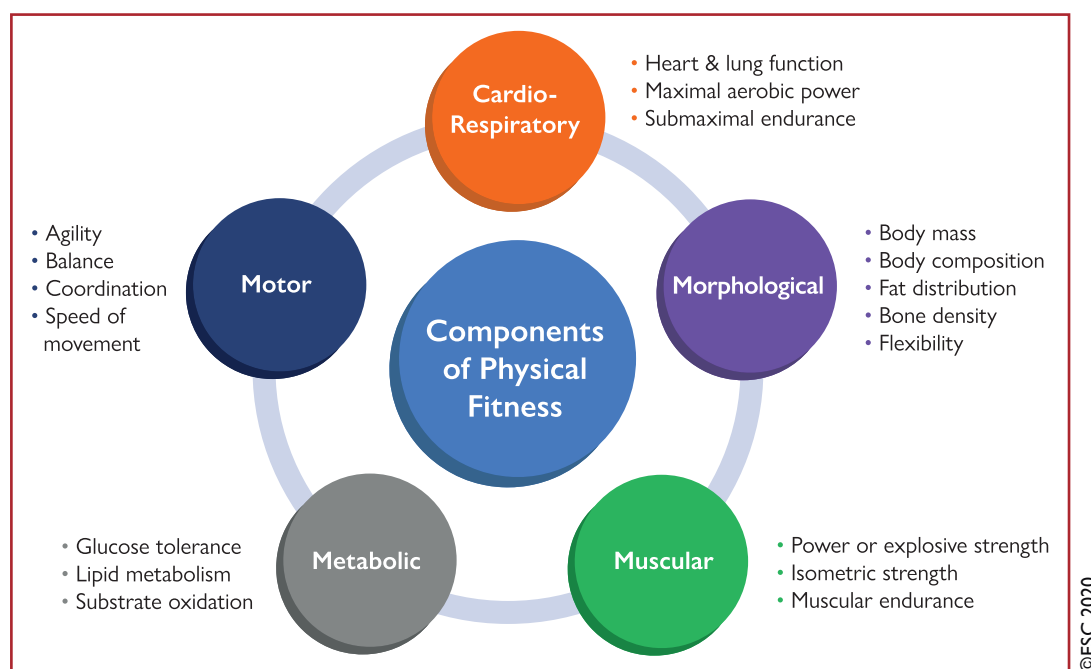 Cardio-
Respiratory
• Heart & lung function
• Maximal aerobic power
• Submaximal endurance
Morphological
• Body mass
• Body composition
• Fat distribution
• Bone density
• Flexibility
Muscular
• Power or explosive strength
• Isometric strength
• Muscular endurance
Metabolic
• Glucose tolerance
• Lipid metabolism
• Substrate oxidation
Motor
• Agility
• Balance
• Coordination
• Speed of
movement
Components
of Physical
Fitness
©ESC 2020